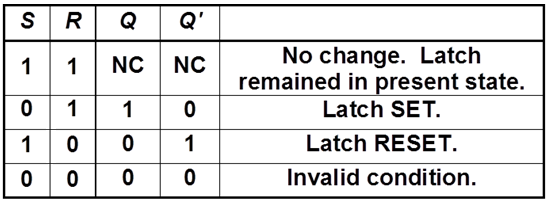 S R Q Q'
1 1 NC NC No change. Latch
remained in present state.
0 1 1 0 Latch SET.
1 0 0 1 Latch RESET.
0 0 0 0 Invalid condition.